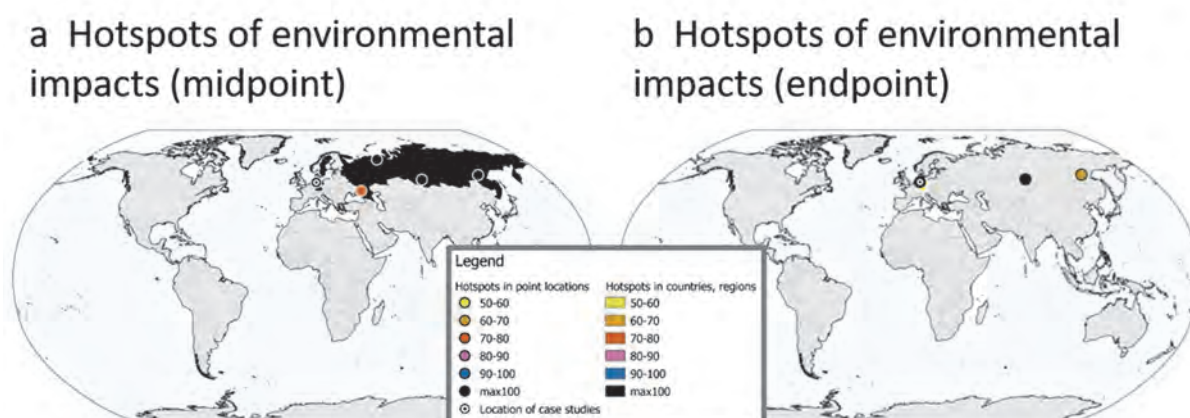 a Hotspots of environmental
impacts (midpoint)
b Hotspots of environmental
impacts (endpoint)
Legend
Hotspots in point locations
50-60
60-70
70-80
80-90
90-100
max100
Location of case studies
Hotspots in countries, regions
50-60
60-70
70-80
80-90
90-100
max100